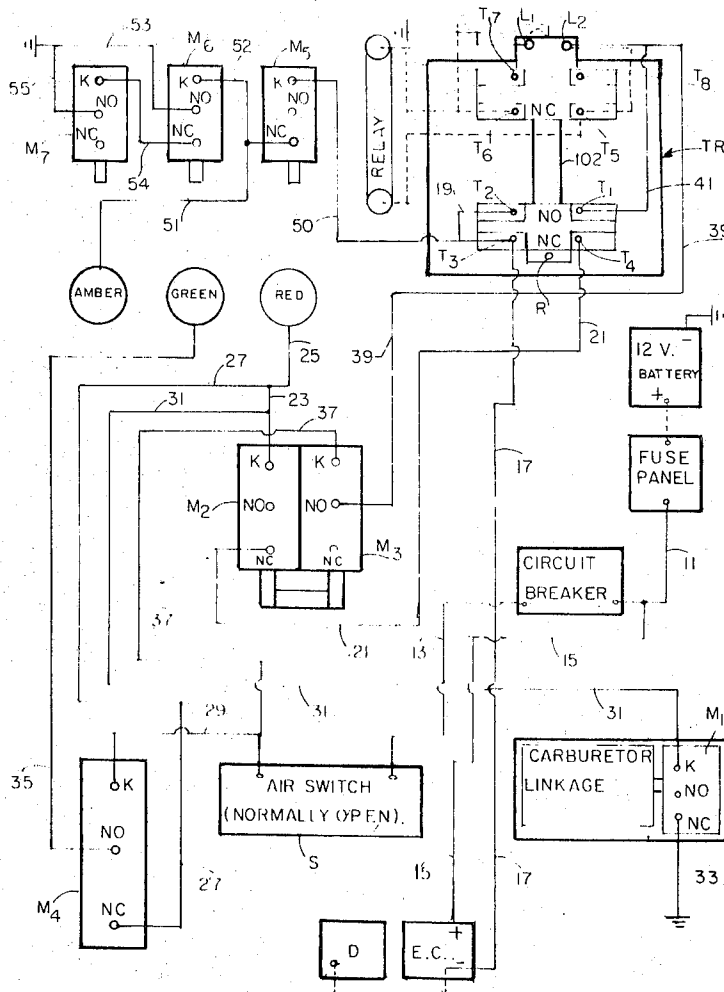 53
M6
52
M5
T7
L1
L2
K
K
K
55
NO
NO
NO
T8
NC
NC
NC
NC
M7
RELAY
T6
T5
TR
54
102
41
51
50
19
T2
T1
NO
39
T3
NC
T4
AMBER
GREEN
RED
R
21
25
39
12 V.
BATTERY
-
+
27
23
31
37
17
FUSE
PANEL
K
K
M2
NO
NO
M3
11
NC
NC
CIRCUIT
BREAKER
37
21
13
15
31
31
M1
29
35
K
AIR SWITCH
(NORMALLY OPEN).
CARBURETOR
LINKAGE
K
NO
NC
NO
S
27
15
17
33
M4
NC
D
E.C.
+
-